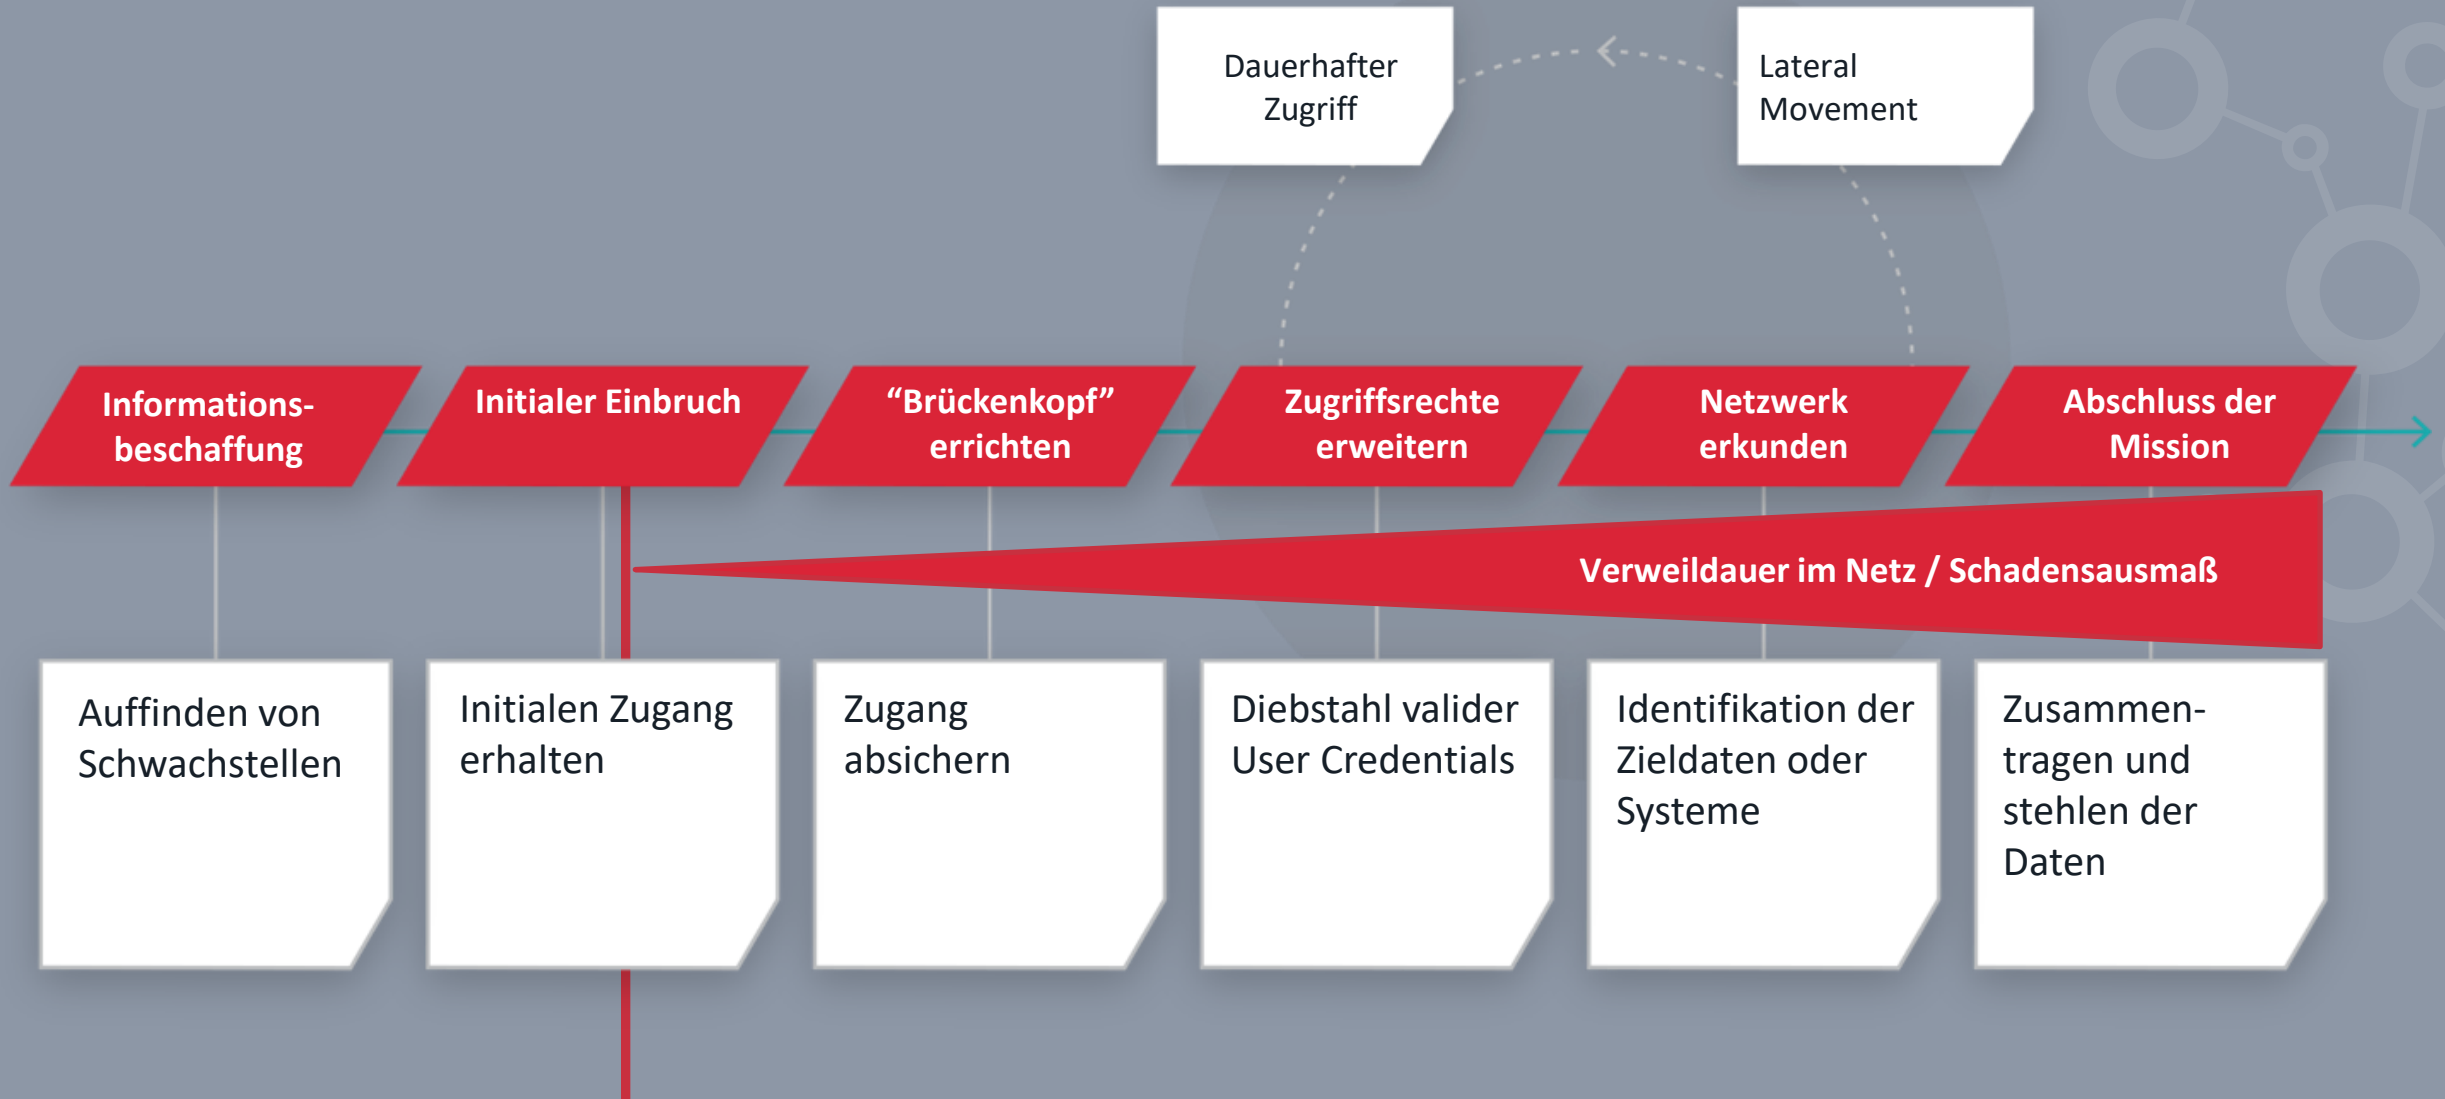 Dauerhafter
Zugriff
Lateral
Movement
Informations-
beschaffung
Initialer Einbruch
“Brückenkopf”
errichten
Zugriffsrechte
erweitern
Netzwerk
erkunden
Abschluss der
Mission
Verweildauer im Netz / Schadensausmaß
Auffinden von
Schwachstellen
Initialen Zugang
erhalten
Zugang
absichern
Diebstahl valider
User Credentials
Identifikation der
Zieldaten oder
Systeme
Zusammen-
tragen und
stehlen der
Daten